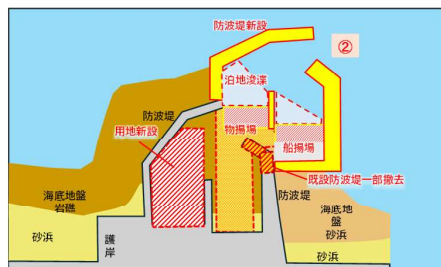 防波堤新設
②
泊地浚渫
防波堤
用地新設
物揚場
船揚場
既設防波堤一部撤去
海底地盤
岩礁
防波堤
海底地
盤
砂浜
砂浜
護
岸
砂浜